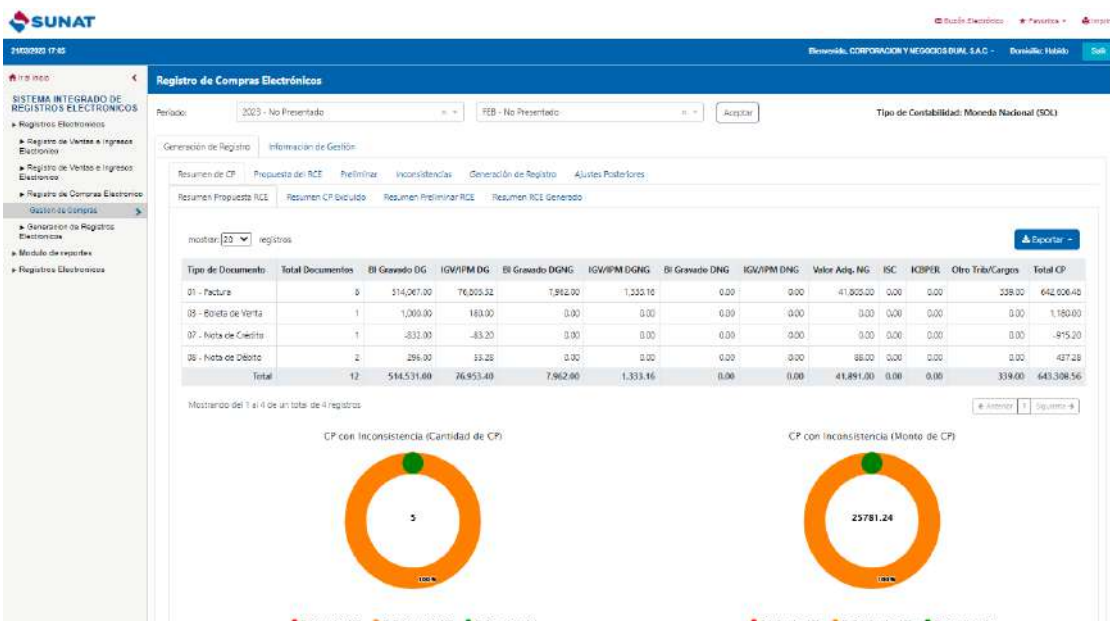 SUNAT
Buzón Electrónico Favoritos
21/03/2023 17:45 Bienvenido, CORPORACION Y NEGOCIOS DUAL S.A.C - Domicilio: Habido Salir
Ir al inicio
SISTEMA INTEGRADO DE REGISTROS ELECTRONICOS
Registros Electronicos
Registro de Ventas e Ingresos Electronico
Registro de Ventas e Ingresos Electronico
Registro de Compras Electronico
Gestion de Compras
Generacion de Registros Electronicos
Modulo de reportes
Registros Electronicos
Registro de Compras Electrónicos
Periodo: 2023 - No Presentado FEB - No Presentado Aceptar Tipo de Contabilidad: Moneda Nacional (SOL)
Generación de Registro Información de Gestión
Resumen de CP Propuesta del RCE Preliminar Inconsistencias Generación de Registro Ajustes Posteriores
Resumen Propuesta RCE Resumen CP Excluido Resumen Preliminar RCE Resumen RCE Generado
mostrar 20 registros Exportar
Tipo de Documento Total Documentos BI Gravado DG IGV/IPM DG BI Gravado DGNG IGV/IPM DGNG BI Gravado DNG IGV/IPM DNG Valor Adq. NG ISC ICBPER Otro Trib/Cargos Total CP
01 - Factura 8 514,067.00 7,962.00 1,333.16 0.00 0.00 41,805.00 0.00 0.00 339.00
03 - Boleta de Venta 1 1,000.00 180.00 0.00 0.00 0.00 0.00 0.00 0.00 0.00 0.00 1,180.00
07 - Nota de Crédito 1 -832.00 -83.20 0.00 0.00 0.00 0.00 0.00 0.00 0.00 0.00 -915.20
08 - Nota de Débito 2 296.00 53.28 0.00 0.00 0.00 0.00 88.00 0.00 0.00 0.00 437.28
Total 12 514,531.00 76,953.40 7,962.00 1,333.16 0.00 0.00 41,891.00 0.00 0.00 339.00 643,308.56
Mostrando del 1 al 4 de un total de 4 registros Anterior 1 Siguiente
CP con Inconsistencia (Cantidad de CP) CP con Inconsistencia (Monto de CP)
5 25781.24
100% 100%